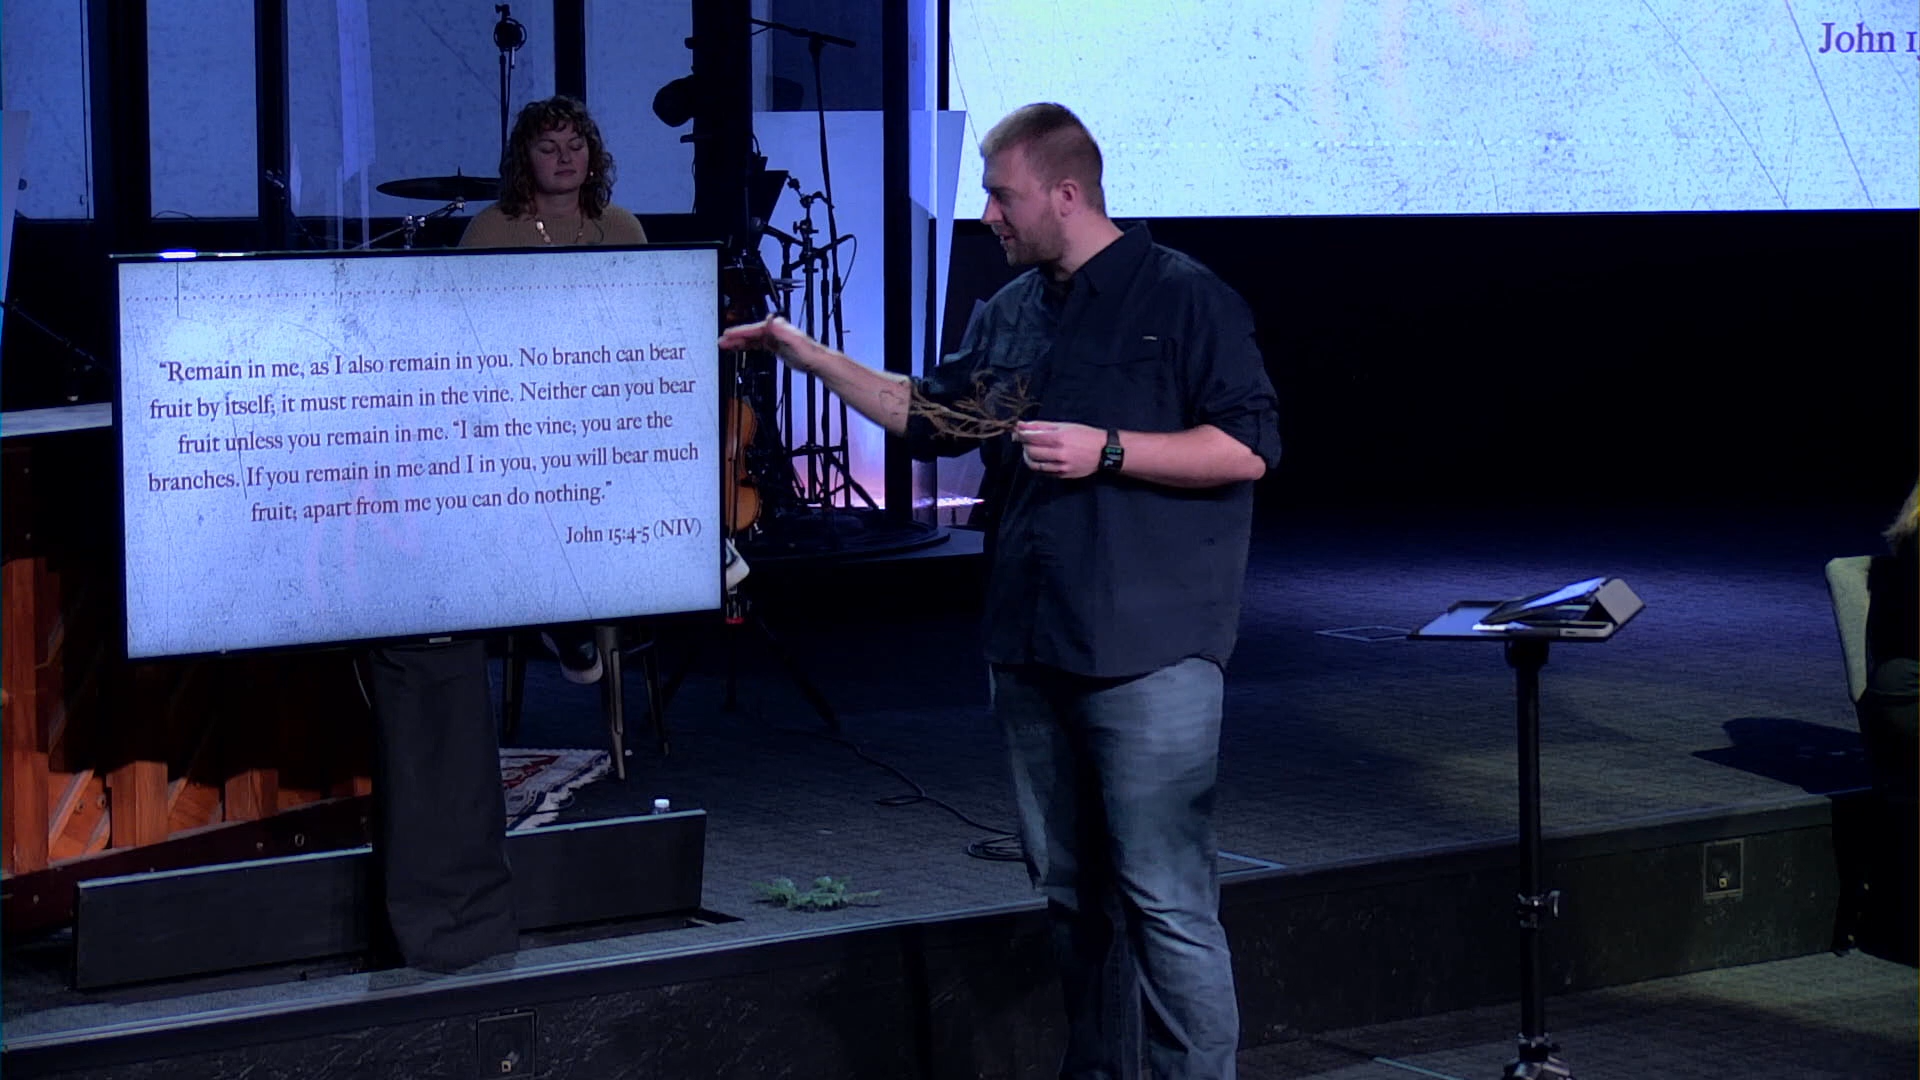 John 1
“Remain in me, as I also remain in you. No branch can bear
fruit by itself; it must remain in the vine. Neither can you bear
fruit unless you remain in me. “I am the vine; you are the
branches. If you remain in me and I in you, you will bear much
fruit; apart from me you can do nothing.”
John 15:4-5 (NIV)